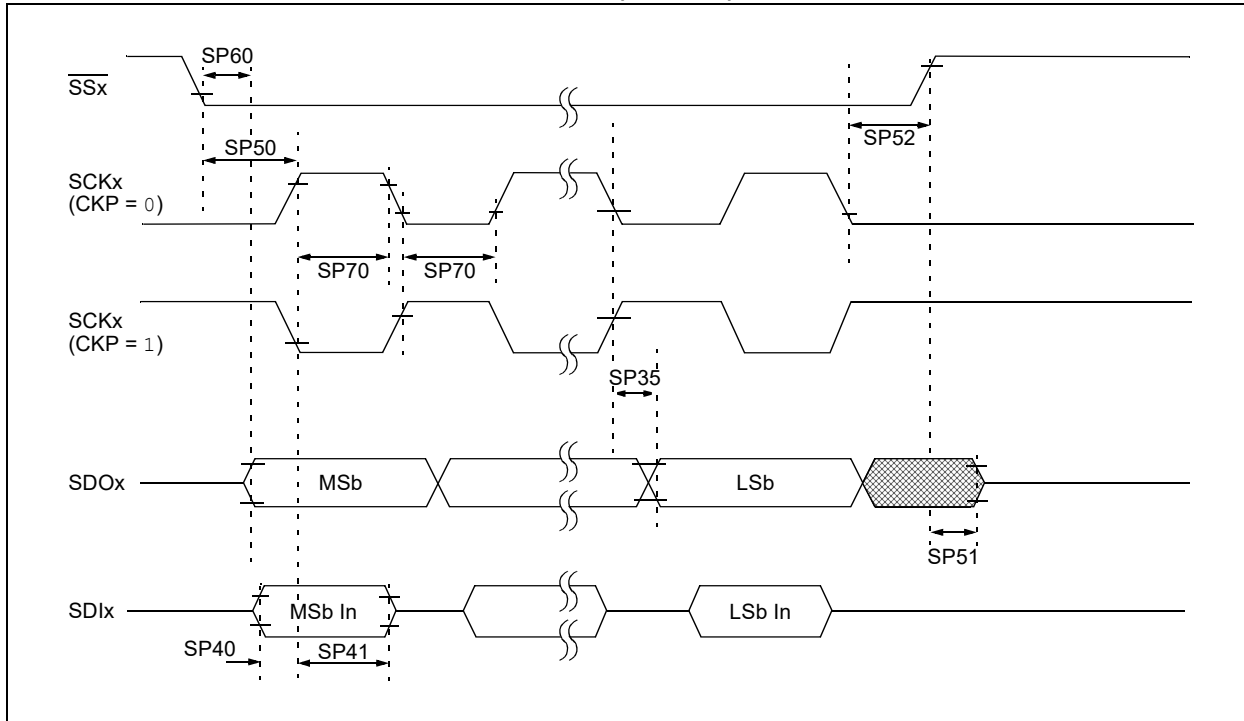 SP60
SSx
SP52
SP50
SCKx
(CKP = 0)
SP70
SP70
SCKx
(CKP = 1)
SP35
SDOx
MSb
LSb
SP51
SDIx
MSb In
LSb In
SP40
SP41